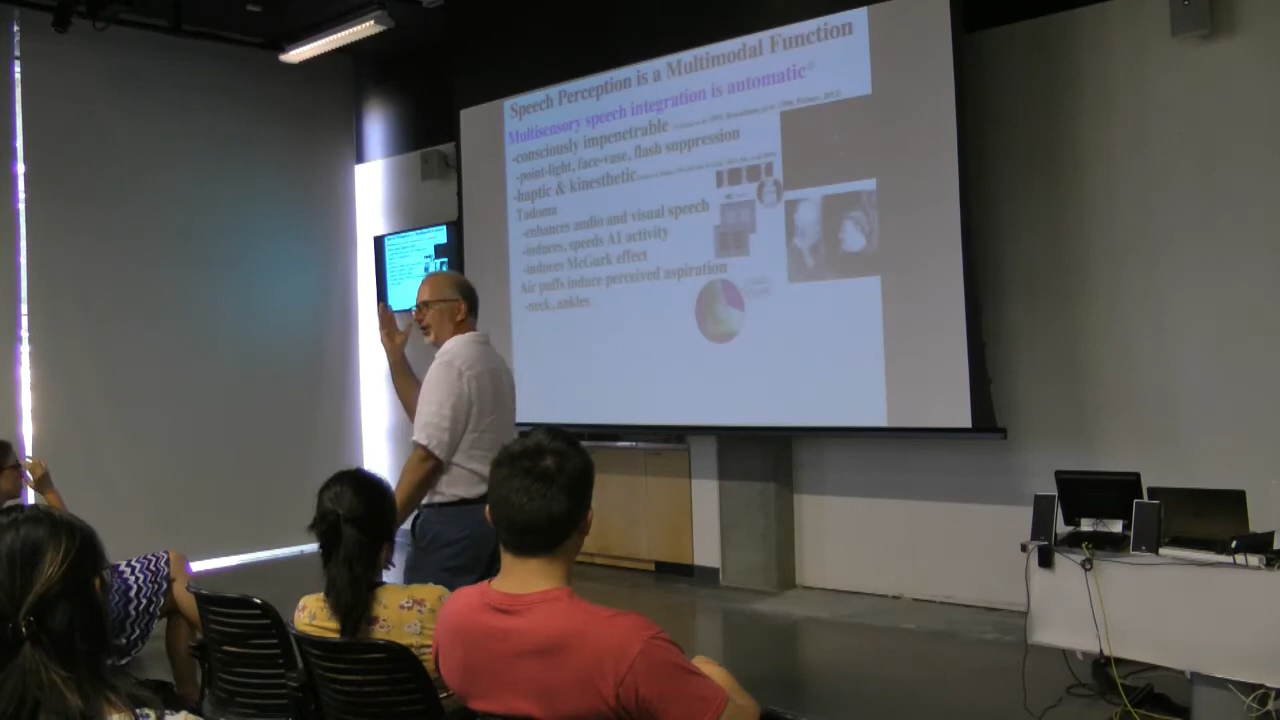 Speech Perception is a Multimodal Function
Multisensory speech integration is automatic
-consciously impenetrable
-point-light, face-vase, flash suppression
-haptic & kinesthetic
Tadoma
-enhances audio and visual speech
-induces, speeds A1 activity
-induces McGurk effect
Air puffs induce perceived aspiration
-neck, ankles